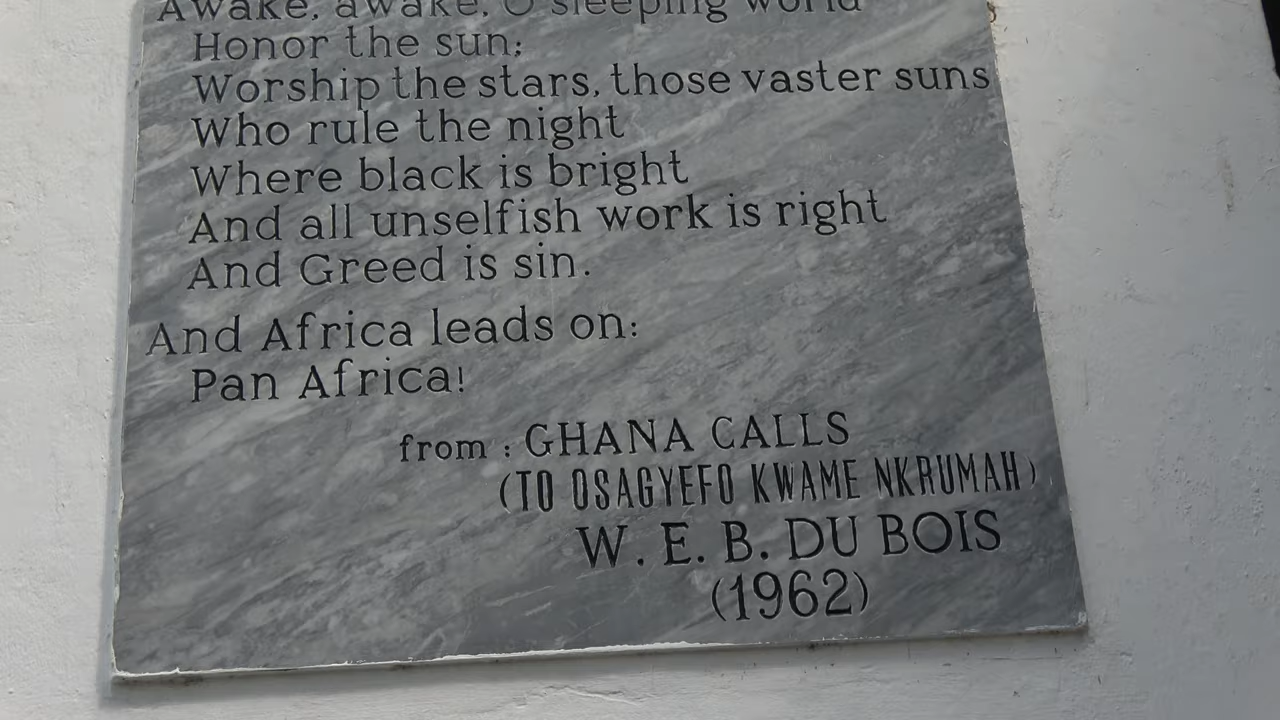 Awake, awake, O sleeping world
Honor the sun;
Worship the stars, those vaster suns
Who rule the night
Where black is bright
And all unselfish work is right
And Greed is sin.
And Africa leads on:
Pan Africa!
from : GHANA CALLS
(TO OSAGYEFO KWAME NKRUMAH)
W. E. B. DU BOIS
(1962)